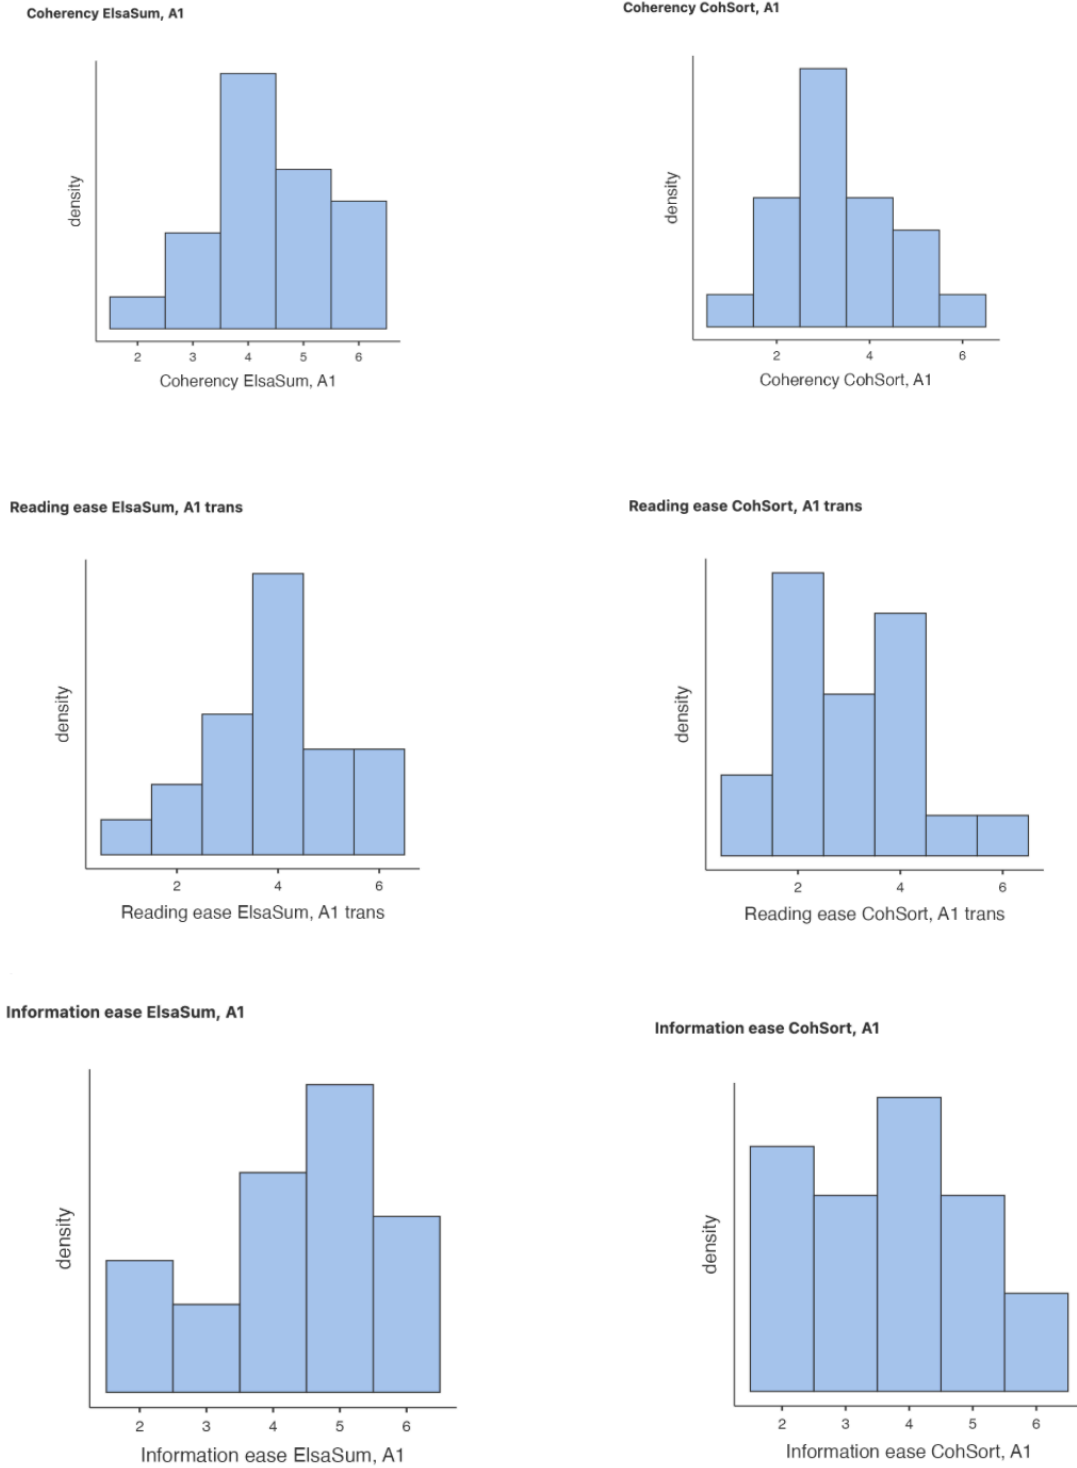 Coherency ElsaSum, A1
density
2 3 4 5 6
Coherency ElsaSum, A1
Coherency CohSort, A1
density
2 4 6
Coherency CohSort, A1
Reading ease ElsaSum, A1 trans
density
2 4 6
Reading ease ElsaSum, A1 trans
Reading ease CohSort, A1 trans
density
2 4 6
Reading ease CohSort, A1 trans
Information ease ElsaSum, A1
density
2 3 4 5 6
Information ease ElsaSum, A1
Information ease CohSort, A1
density
2 3 4 5 6
Information ease CohSort, A1